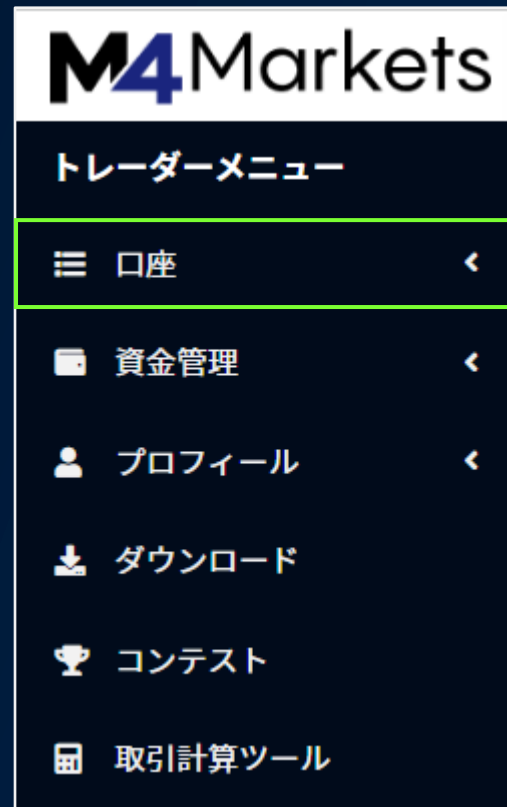 M4Markets
トレーダーメニュー
口座
資金管理
プロフィール
ダウンロード
コンテスト
取引計算ツール